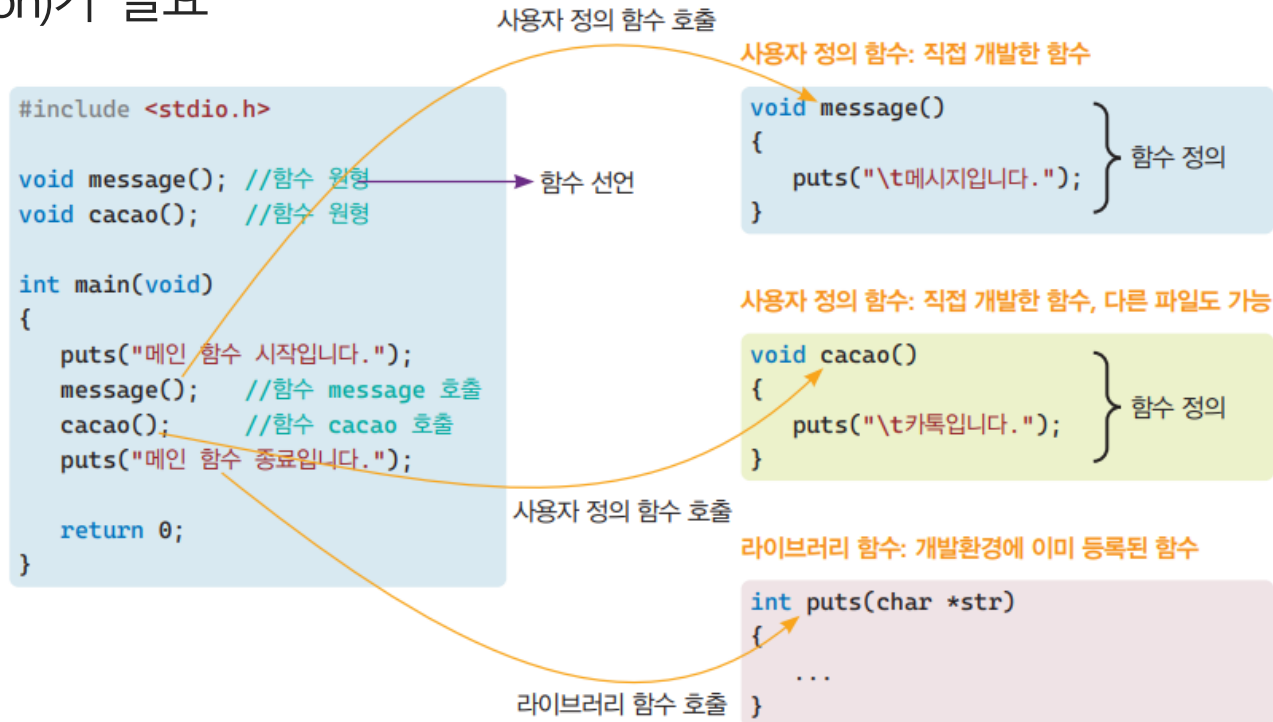 on)가 필요
사용자 정의 함수 호출
#include <stdio.h>
void message(); //함수 원형
void cacao(); //함수 원형
함수 선언
int main(void)
{
puts("메인 함수 시작입니다.");
message(); //함수 message 호출
cacao(); //함수 cacao 호출
puts("메인 함수 종료입니다.");
return 0;
}
사용자 정의 함수: 직접 개발한 함수
void message()
{
puts("\t메시지입니다.");
}
함수 정의
사용자 정의 함수: 직접 개발한 함수, 다른 파일도 가능
void cacao()
{
puts("\t카톡입니다.");
}
함수 정의
사용자 정의 함수 호출
라이브러리 함수: 개발환경에 이미 등록된 함수
int puts(char *str)
{
...
}
라이브러리 함수 호출